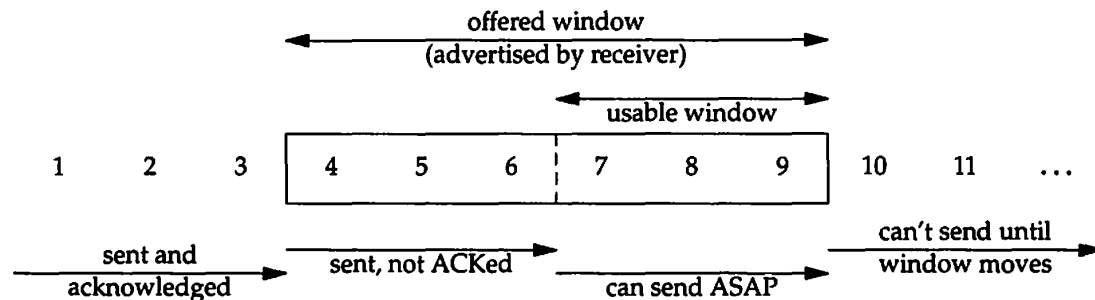 offered window
(advertised by receiver)
usable window
1 2 3 4 5 6 7 8 9 10 11 ...
sent and
acknowledged
sent, not ACKed
can send ASAP
can't send until
window moves